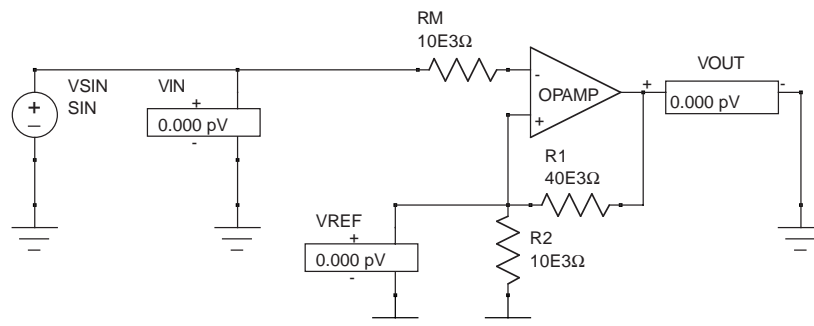 RM
10E3Ω
VSIN
SIN
VIN
+
0.000 pV
-
-
+
OPAMP
VOUT
+
-
0.000 pV
R1
40E3Ω
VREF
+
0.000 pV
-
R2
10E3Ω
+
−